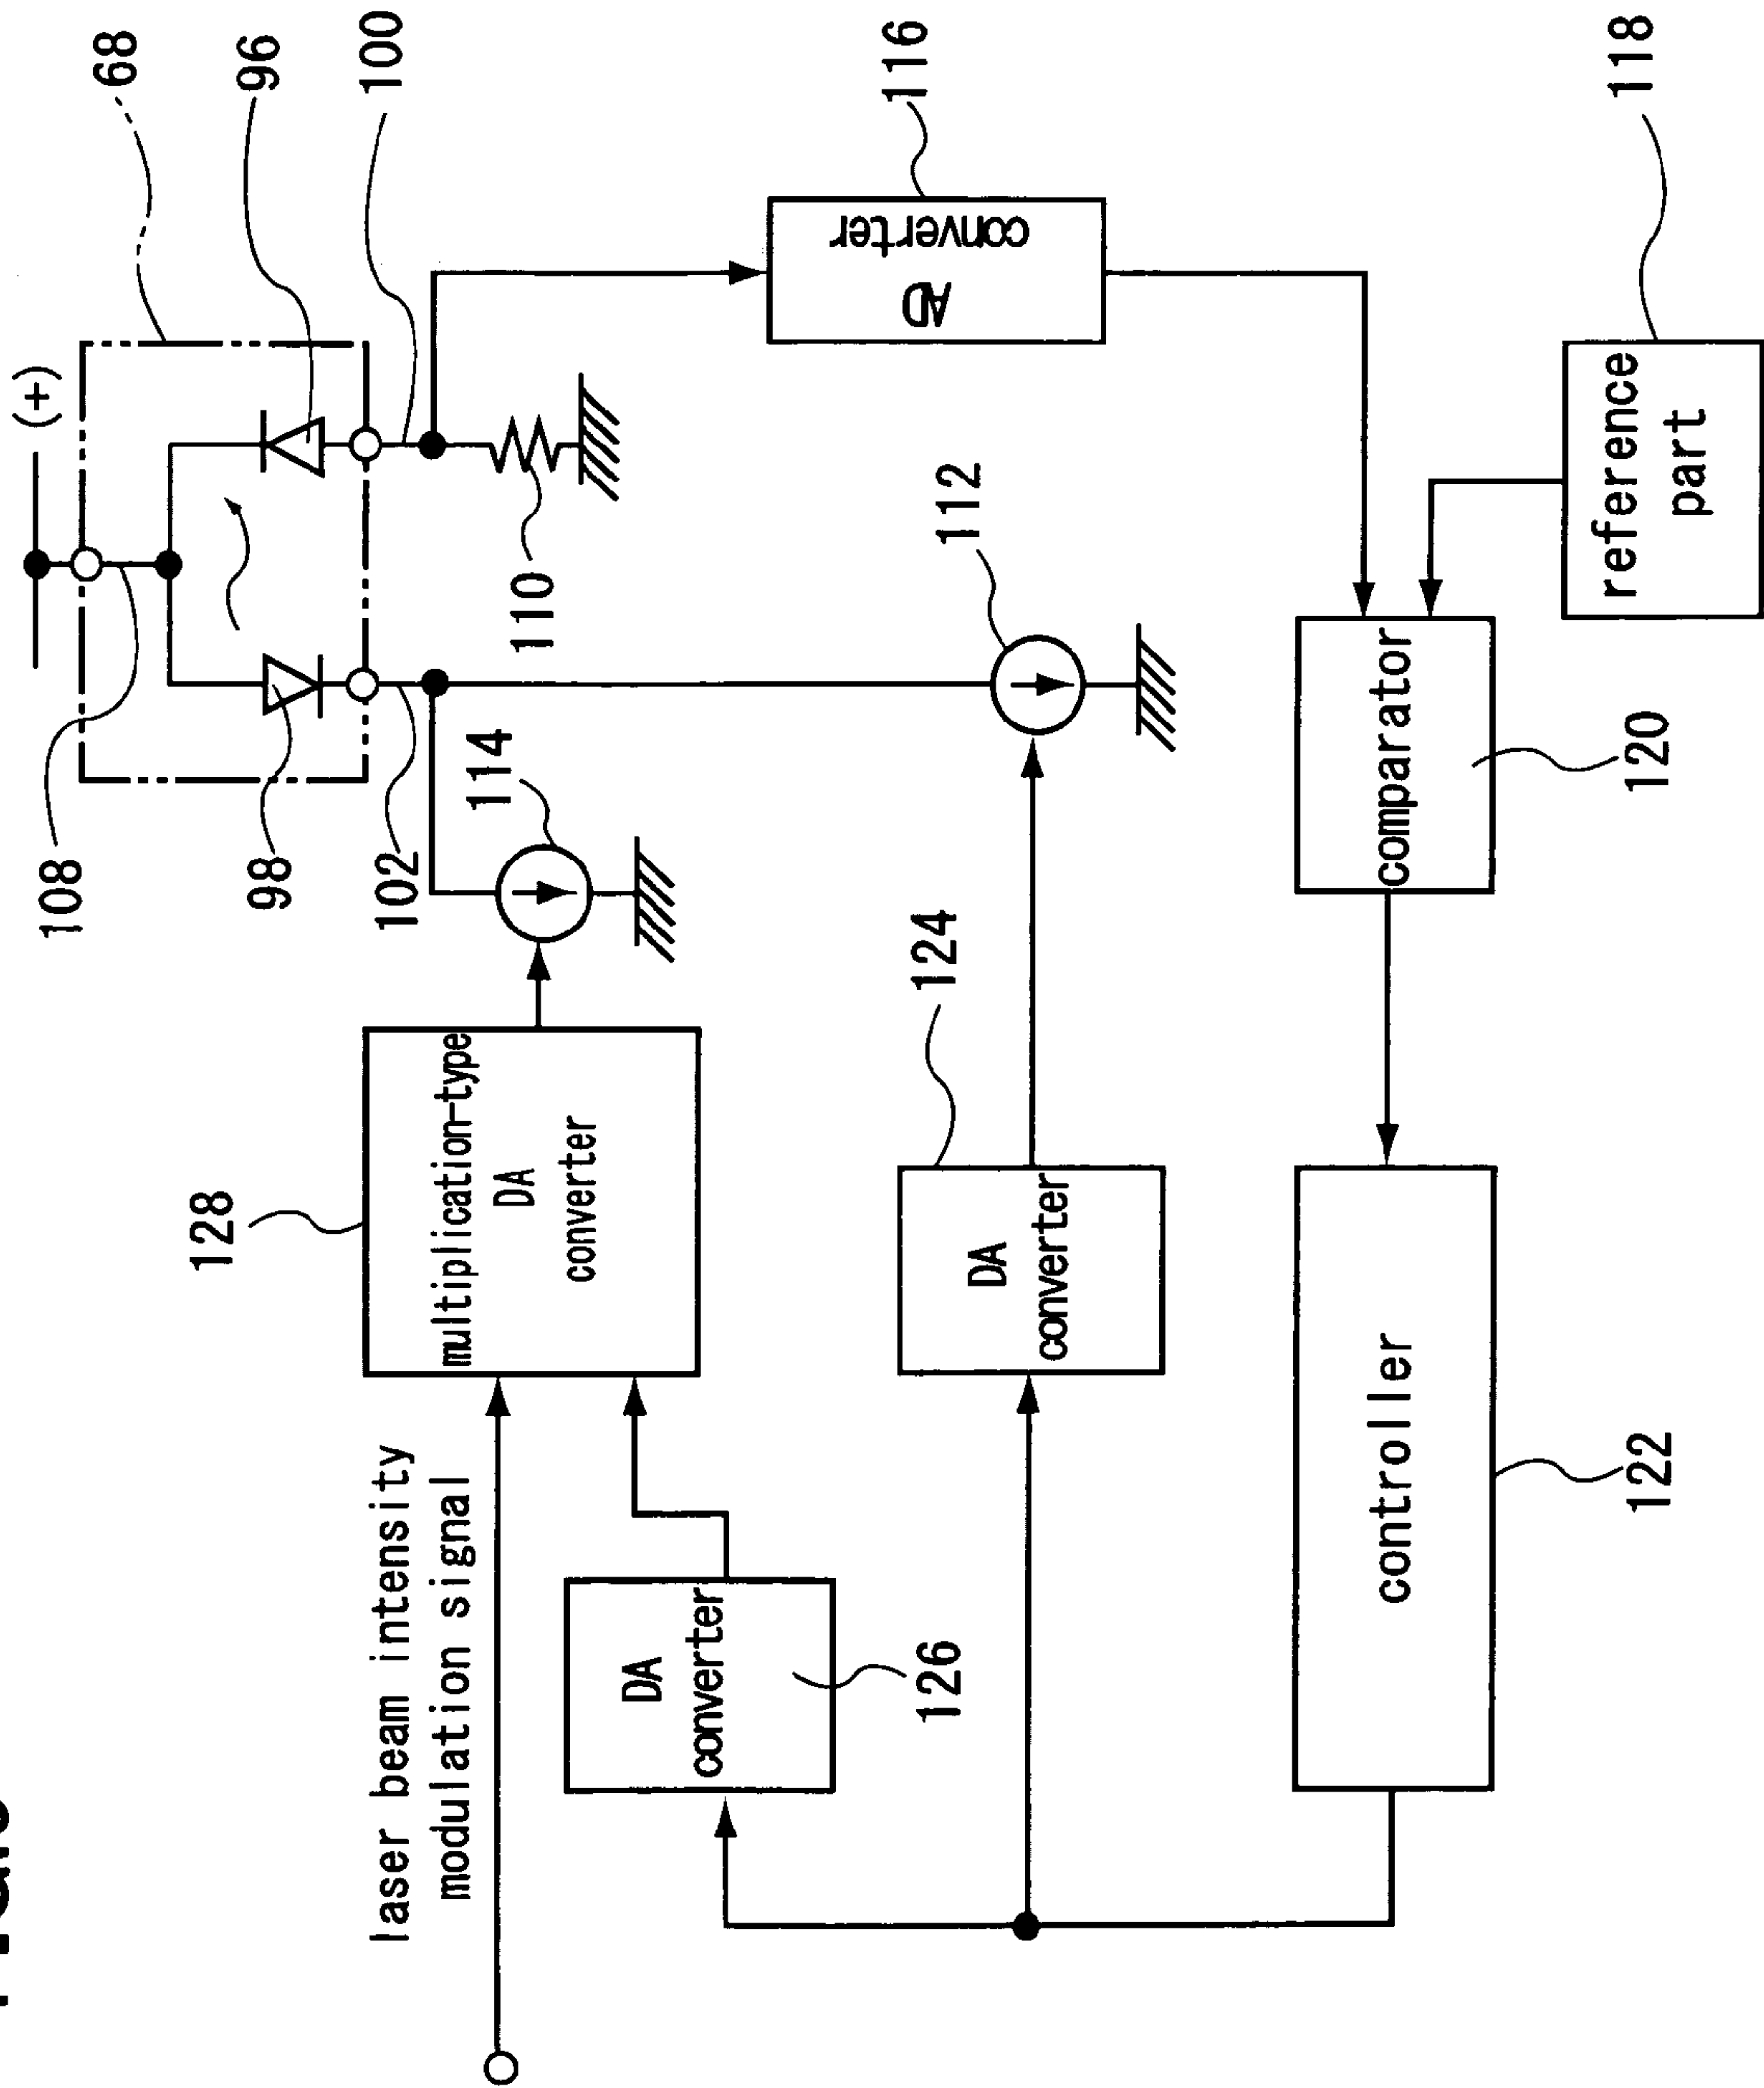 (+)
68
96
100
108
98
102
114
110
112
116
AD
converter
118
reference
part
128
multiplication-type
DA
converter
124
DA
converter
comparator
120
laser beam intensity
modulation signal
DA
converter
126
controller
122